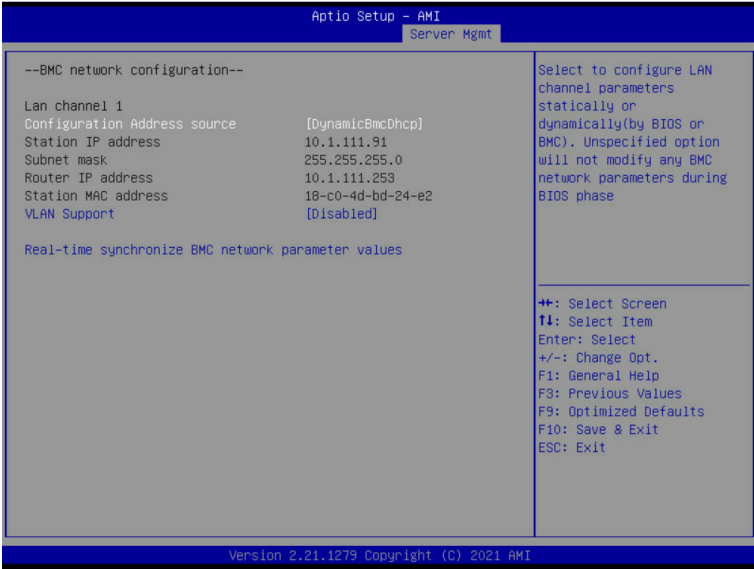 Aptio Setup – AMI
Server Mgmt
--BMC network configuration--
Lan channel 1
Configuration Address source [DynamicBmcDhcp]
Station IP address 10.1.111.91
Subnet mask 255.255.255.0
Router IP address 10.1.111.253
Station MAC address 18-c0-4d-bd-24-e2
VLAN Support [Disabled]
Real-time synchronize BMC network parameter values
Select to configure LAN
channel parameters
statically or
dynamically(by BIOS or
BMC). Unspecified option
will not modify any BMC
network parameters during
BIOS phase
→←: Select Screen
↑↓: Select Item
Enter: Select
+/-: Change Opt.
F1: General Help
F3: Previous Values
F9: Optimized Defaults
F10: Save & Exit
ESC: Exit
Version 2.21.1279 Copyright (C) 2021 AMI